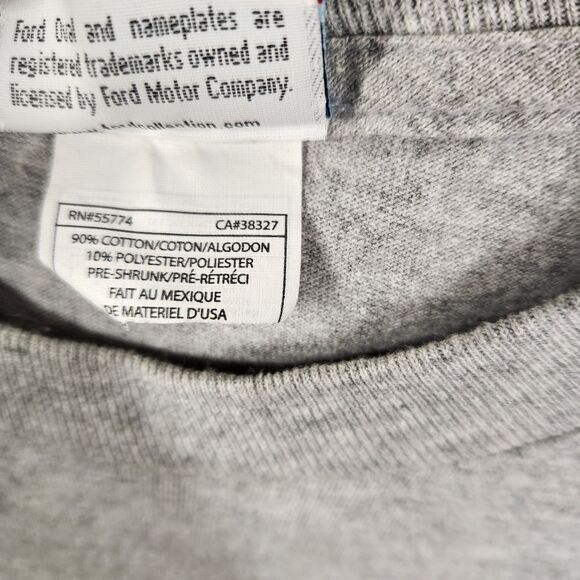 Ford Oval and nameplates are
registered trademarks owned and
licensed by Ford Motor Company.
RN#55774 CA#38327
90% COTTON/COTON/ALGODON
10% POLYESTER/POLIESTER
PRE-SHRUNK/PRÉ-RÉTRÉCI
FAIT AU MEXIQUE
DE MATERIEL D'USA